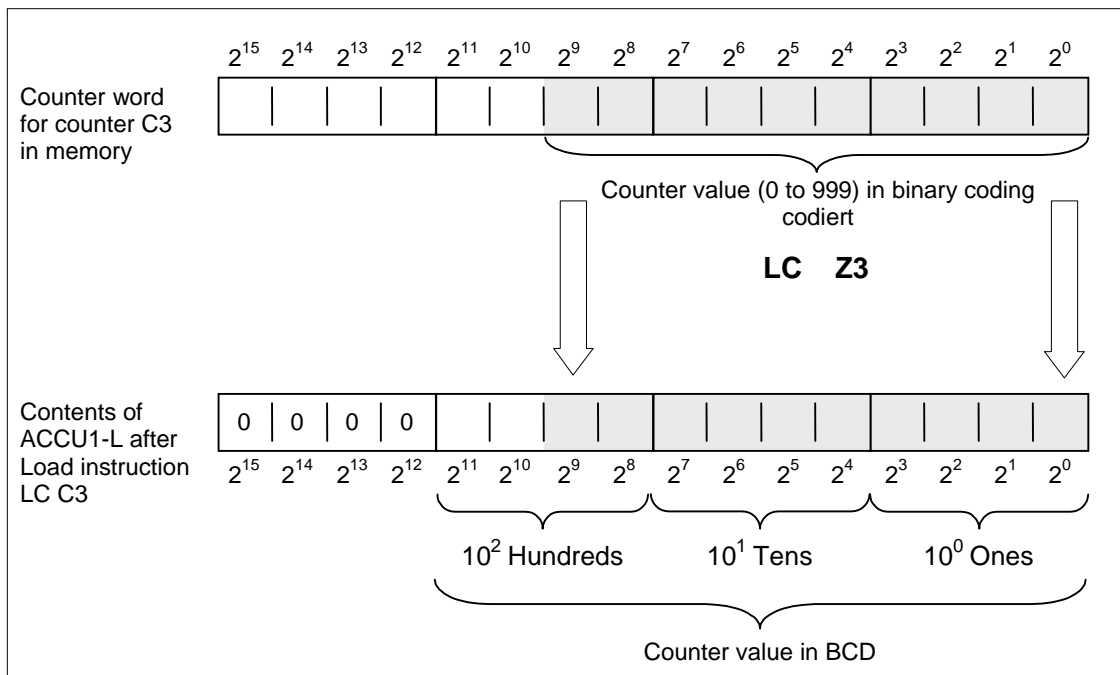 2^15 2^14 2^13 2^12 2^11 2^10 2^9 2^8 2^7 2^6 2^5 2^4 2^3 2^2 2^1 2^0
Counter word
for counter C3
in memory
Counter value (0 to 999) in binary coding
codiert
LC Z3
Contents of
ACCU1-L after
Load instruction
LC C3
0 0 0 0
2^15 2^14 2^13 2^12 2^11 2^10 2^9 2^8 2^7 2^6 2^5 2^4 2^3 2^2 2^1 2^0
10^2 Hundreds 10^1 Tens 10^0 Ones
Counter value in BCD